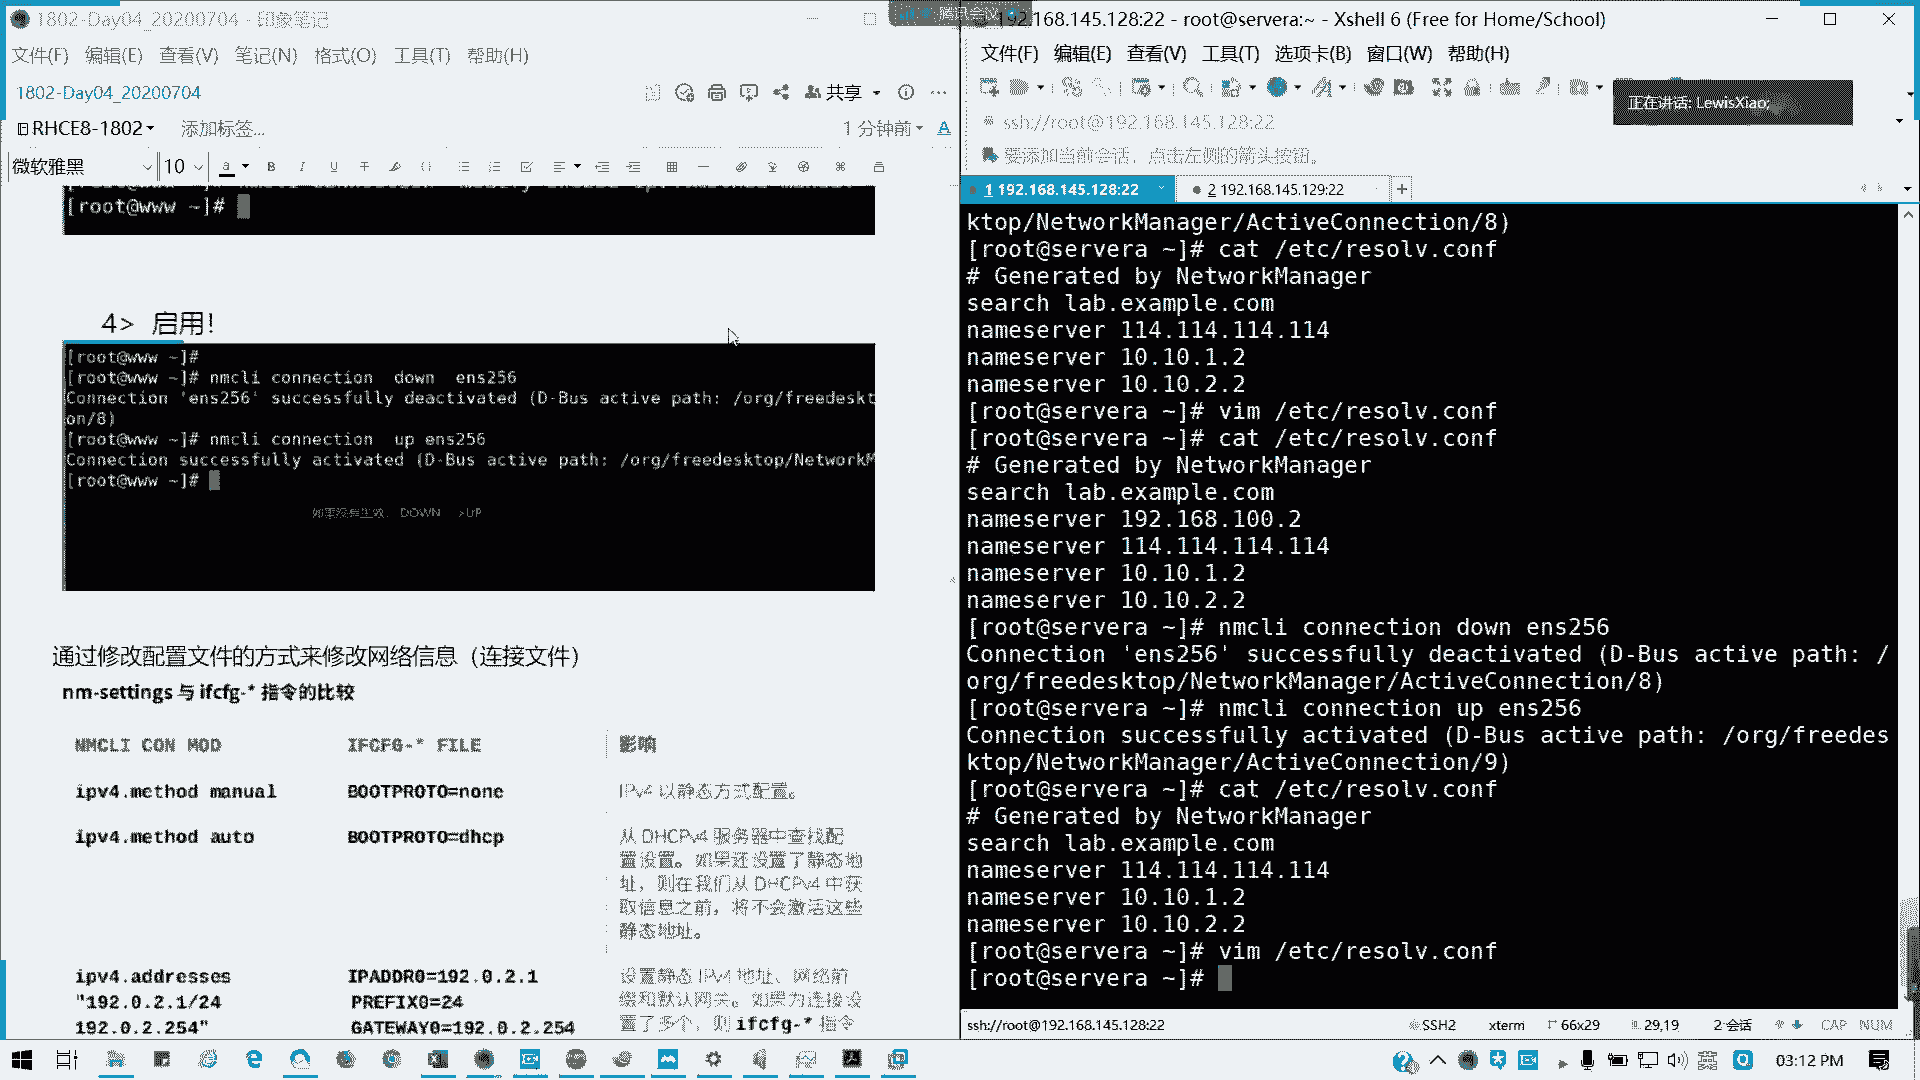 1802-Day04_20200704 - 印象笔记
文件(F) 编辑(E) 查看(V) 笔记(N) 格式(O) 工具(T) 帮助(H)
1802-Day04_20200704
共享
RHCE8-1802
添加标签...
1 分钟前
微软雅黑 10
[root@www ~]#
4> 启用！
[root@www ~]#
[root@www ~]# nmcli connection  down  ens256
Connection 'ens256' successfully deactivated (D-Bus active path: /org/freedeskt
on/8)
[root@www ~]# nmcli connection  up ens256
Connection successfully activated (D-Bus active path: /org/freedesktop/NetworkM
[root@www ~]#
DOWN >UP
通过修改配置文件的方式来修改网络信息（连接文件）
nm-settings 与 ifcfg-* 指令的比较
NMCLI CON MOD IFCFG-* FILE 影响
ipv4.method manual BOOTPROTO=none IPv4 以静态方式配置。
ipv4.method auto BOOTPROTO=dhcp 从 DHCPv4 服务器中查找配
置设置。如果还设置了静态地
址，则在我们从 DHCPv4 中获
取信息之前，将不会激活这些
静态地址。
ipv4.addresses IPADDR0=192.0.2.1 设置静态 IPv4 地址、网络前
"192.0.2.1/24 PREFIX0=24 缀和默认网关。如果为连接设
192.0.2.254" GATEWAY0=192.0.2.254 置了多个，则 ifcfg-* 指令
腾讯会议
192.168.145.128:22 - root@servera:~ - Xshell 6 (Free for Home/School)
文件(F) 编辑(E) 查看(V) 工具(T) 选项卡(B) 窗口(W) 帮助(H)
正在讲话: LewisXiao;
ssh://root@192.168.145.128:22
要添加当前会话，点击左侧的箭头按钮。
1 192.168.145.128:22 2 192.168.145.129:22 +
ktop/NetworkManager/ActiveConnection/8)
[root@servera ~]# cat /etc/resolv.conf
# Generated by NetworkManager
search lab.example.com
nameserver 114.114.114.114
nameserver 10.10.1.2
nameserver 10.10.2.2
[root@servera ~]# vim /etc/resolv.conf
[root@servera ~]# cat /etc/resolv.conf
# Generated by NetworkManager
search lab.example.com
nameserver 192.168.100.2
nameserver 114.114.114.114
nameserver 10.10.1.2
nameserver 10.10.2.2
[root@servera ~]# nmcli connection down ens256
Connection 'ens256' successfully deactivated (D-Bus active path: /
org/freedesktop/NetworkManager/ActiveConnection/8)
[root@servera ~]# nmcli connection up ens256
Connection successfully activated (D-Bus active path: /org/freedes
ktop/NetworkManager/ActiveConnection/9)
[root@servera ~]# cat /etc/resolv.conf
# Generated by NetworkManager
search lab.example.com
nameserver 114.114.114.114
nameserver 10.10.1.2
nameserver 10.10.2.2
[root@servera ~]# vim /etc/resolv.conf
[root@servera ~]#
ssh://root@192.168.145.128:22 SSH2 xterm 66x29 29,19 2 会话 CAP NUM
03:12 PM